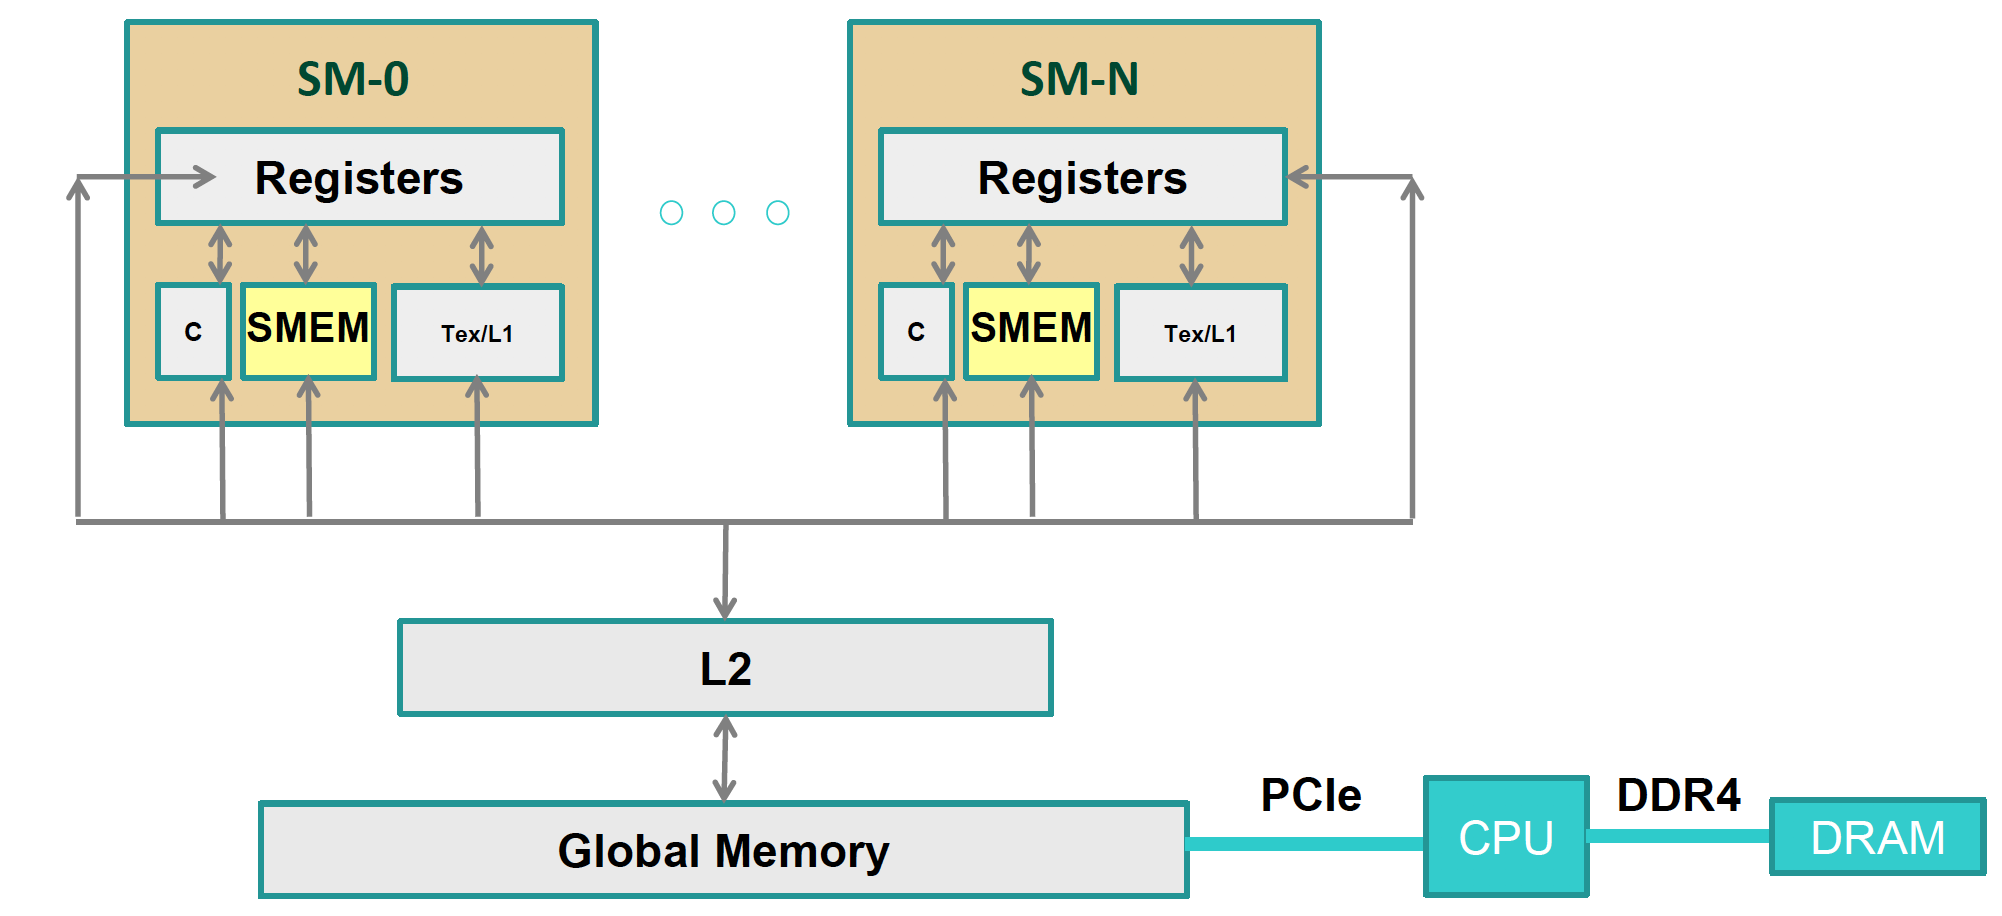 SM-0
SM-N
Registers
Registers
C
SMEM
Tex/L1
C
SMEM
Tex/L1
L2
PCIe
DDR4
Global Memory
CPU
DRAM